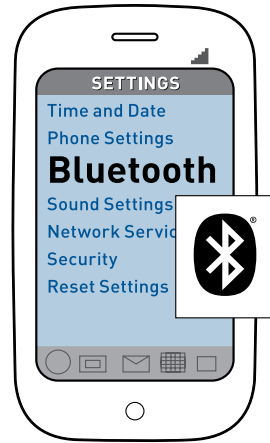 SETTINGS
Time and Date
Phone Settings
Bluetooth
Sound Settings
Network Servic
Security
Reset Settings
®